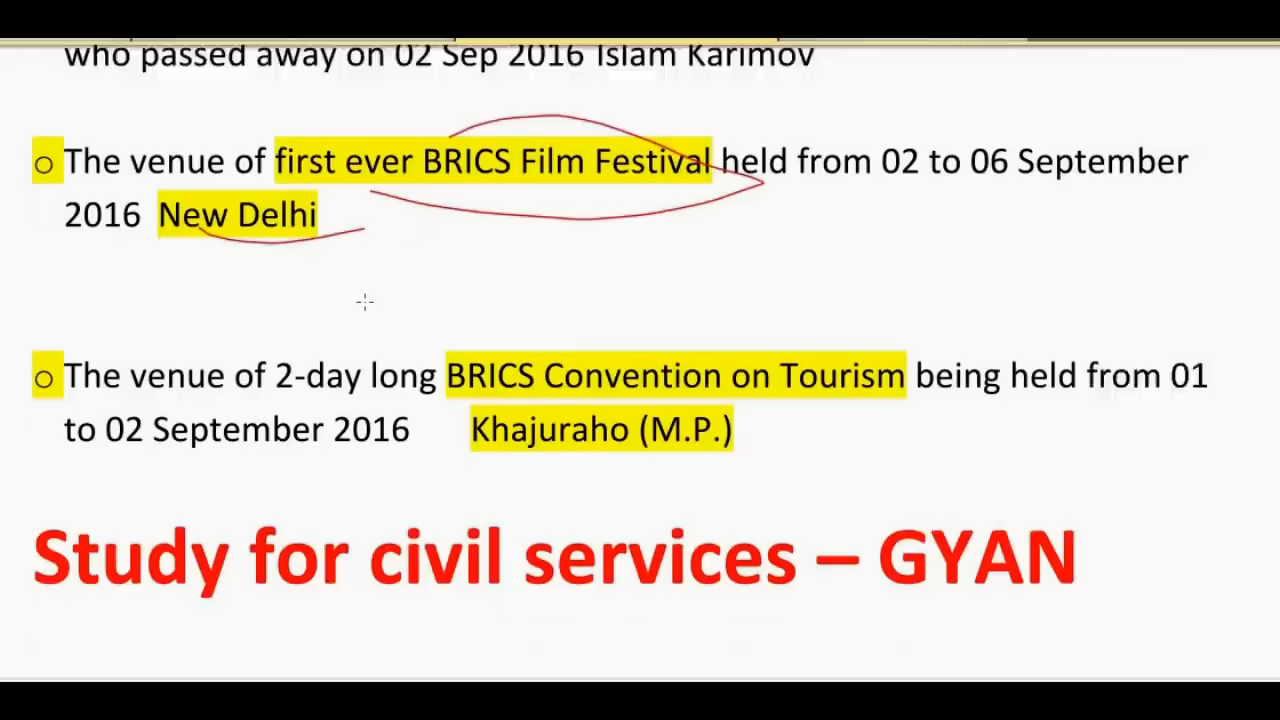 who passed away on 02 Sep 2016 Islam Karimov
o The venue of first ever BRICS Film Festival held from 02 to 06 September
2016 New Delhi
o The venue of 2-day long BRICS Convention on Tourism being held from 01
to 02 September 2016 Khajuraho (M.P.)
Study for civil services – GYAN